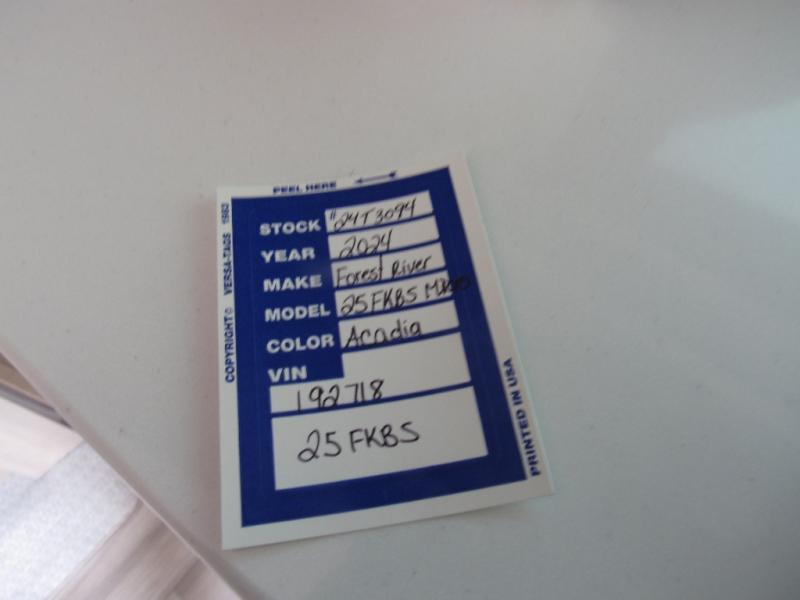 PEEL HERE
COPYRIGHT© VERSA-TAGS 1983
STOCK #24T3094
YEAR 2024
MAKE Forest River
MODEL 25FKBS
COLOR Acadia
VIN
192718
25FKBS
PRINTED IN USA